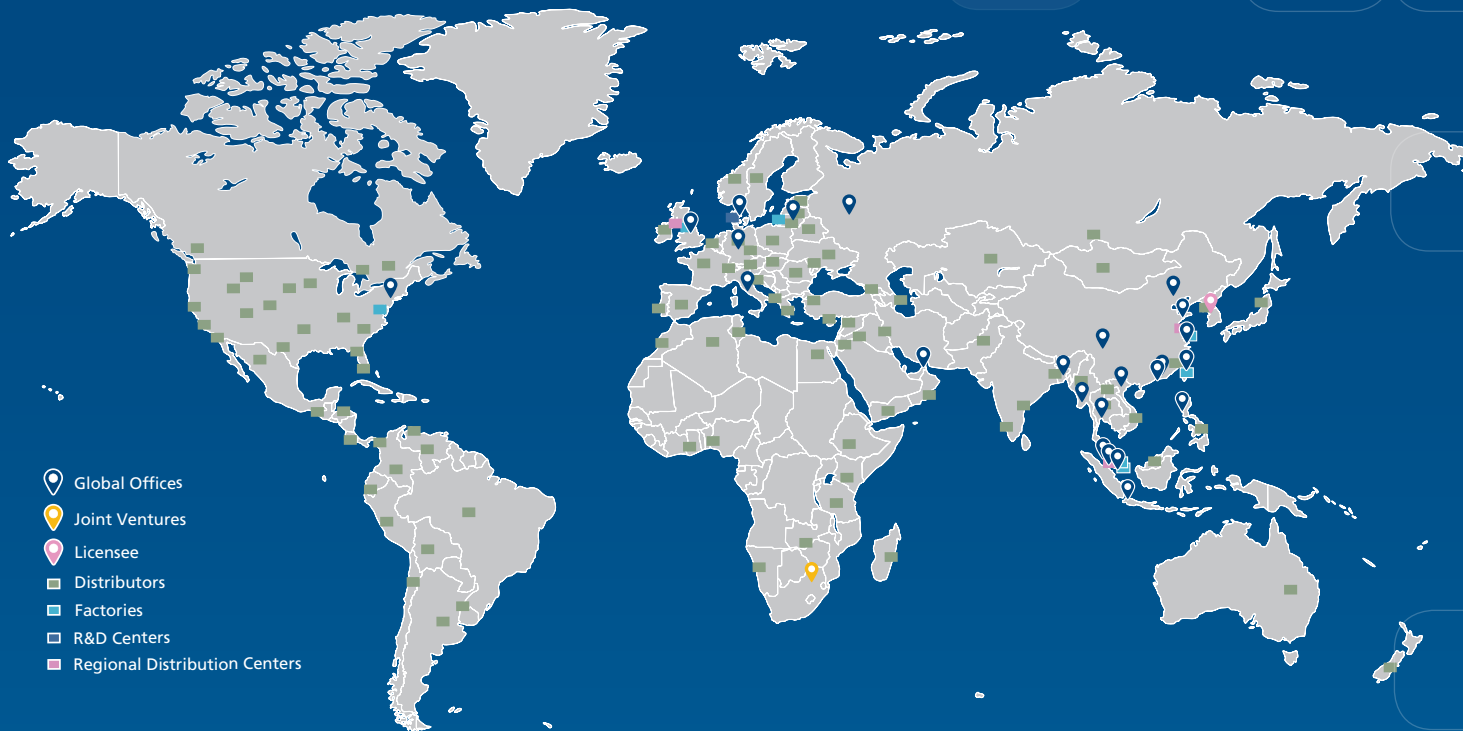 Global Offices
Joint Ventures
Licensee
Distributors
Factories
R&D Centers
Regional Distribution Centers